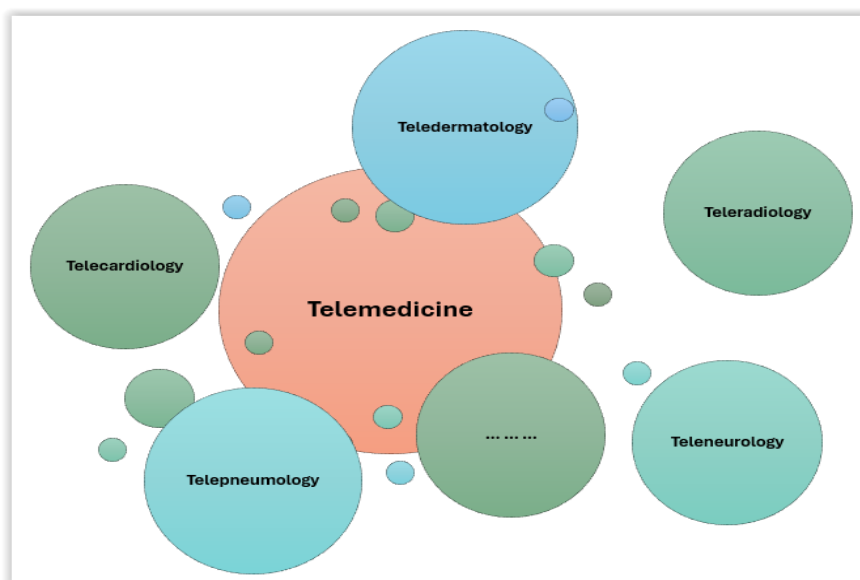 Teledermatology
Teleradiology
Telecardiology
Telemedicine
... ... ...
Teleneurology
Telepneumology